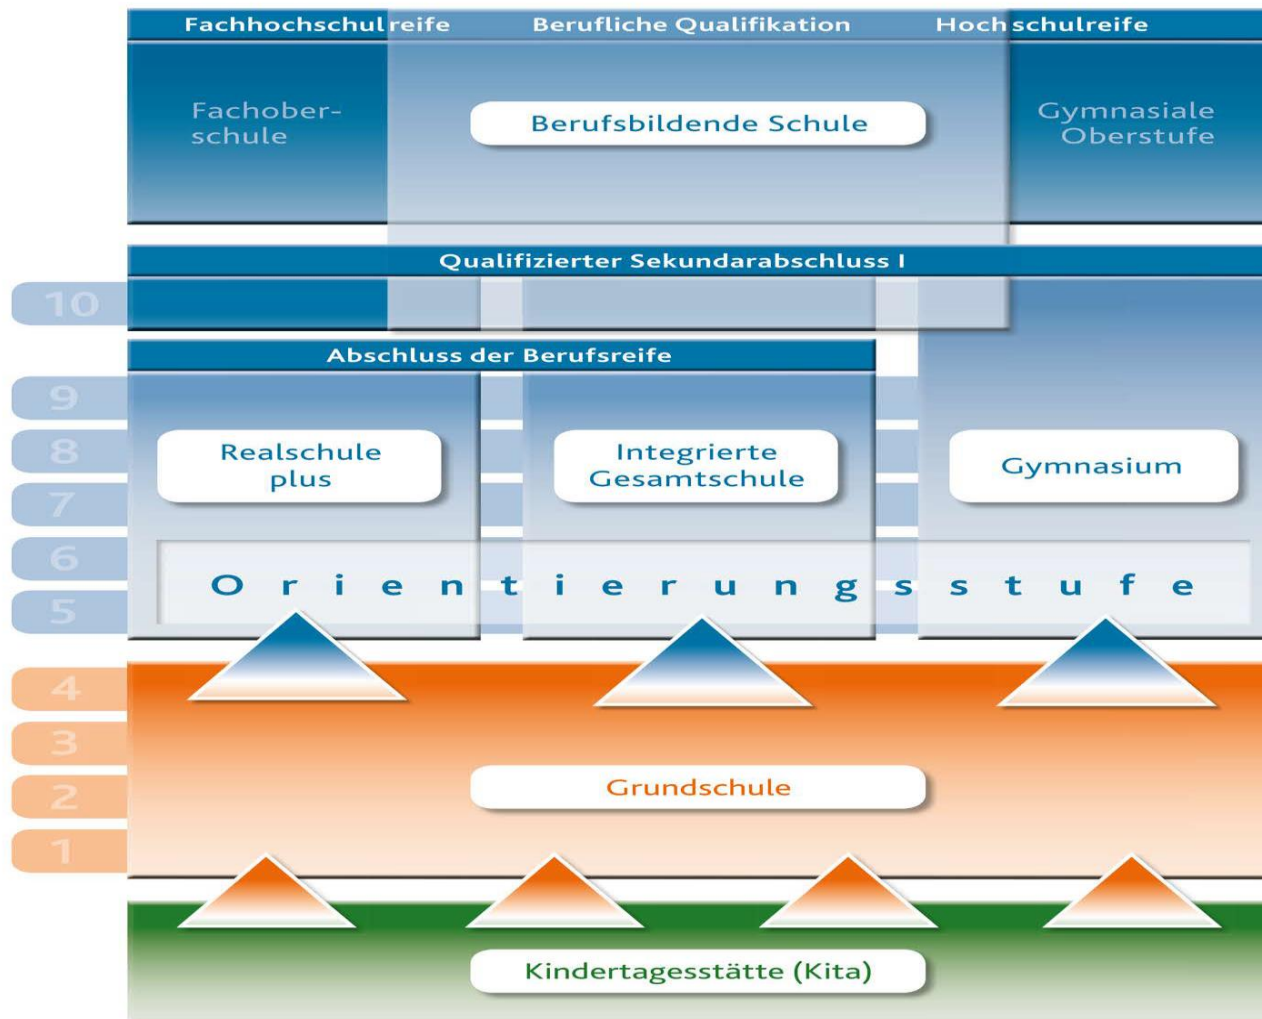 Fachhochschulreife Berufliche Qualifikation Hochschulreife
Fachober-
schule
Berufsbildende Schule
Gymnasiale
Oberstufe
Qualifizierter Sekundarabschluss I
10
Abschluss der Berufsreife
9
8
7
6
5
Realschule
plus
Integrierte
Gesamtschule
Gymnasium
Orientierungsstufe
4
3
2
1
Grundschule
Kindertagesstätte (Kita)